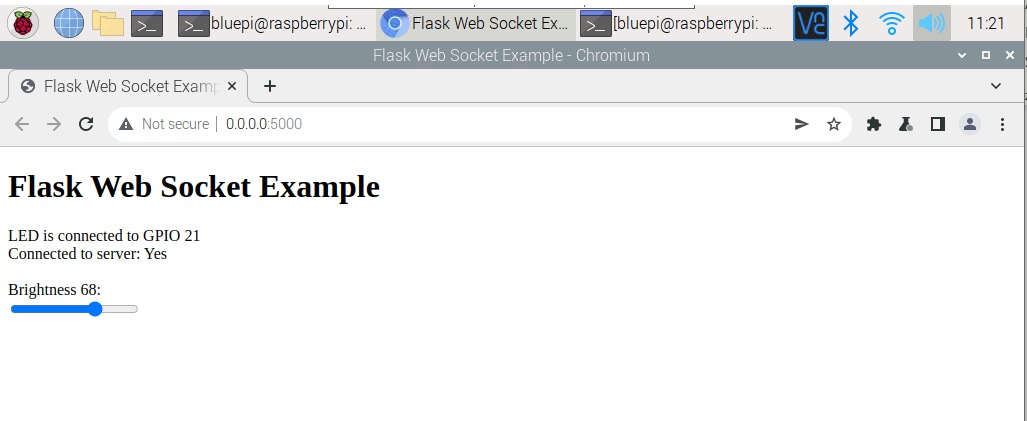 bluepi@raspberrypi: ... Flask Web Socket Ex... [bluepi@raspberrypi: ... VNC 11:21
Flask Web Socket Example - Chromium
Flask Web Socket Examp
Not secure | 0.0.0.0:5000
Flask Web Socket Example
LED is connected to GPIO 21
Connected to server: Yes
Brightness 68: